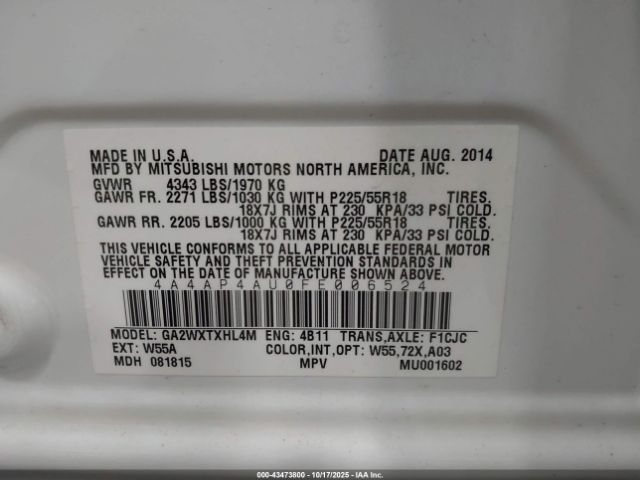 MADE IN U.S.A. DATE AUG. 2014
MFD BY MITSUBISHI MOTORS NORTH AMERICA, INC.
GVWR 4343 LBS/1970 KG
GAWR FR. 2271 LBS/1030 KG WITH P225/55R18 TIRES.
18X7J RIMS AT 230 KPA/33 PSI COLD.
GAWR RR. 2205 LBS/1000 KG WITH P225/55R18 TIRES.
18X7J RIMS AT 230 KPA/33 PSI COLD.
THIS VEHICLE CONFORMS TO ALL APPLICABLE FEDERAL MOTOR
VEHICLE SAFETY AND THEFT PREVENTION STANDARDS IN
EFFECT ON THE DATE OF MANUFACTURE SHOWN ABOVE.
4A4AP4AU0FE006524
MODEL: GA2WXTXHL4M ENG: 4B11 TRANS,AXLE: F1CJC
EXT: W55A COLOR,INT,OPT: W55,72X,A03
MDH 081815 MPV MU001602
000-43473800 - 10/17/2025 - IAAC, Inc.